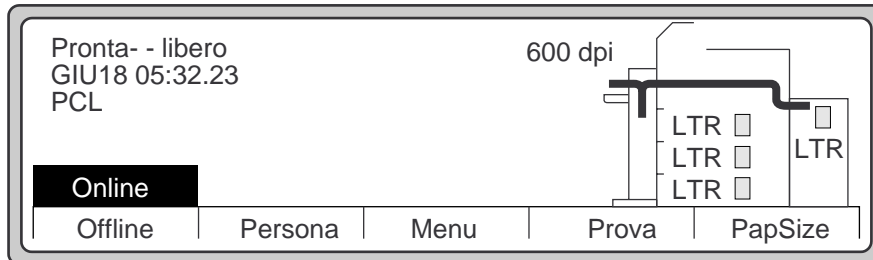 Pronta- - libero
600 dpi
GIU18 05:32.23
PCL
LTR
LTR
LTR
LTR
Online
Offline Persona Menu Prova PapSize